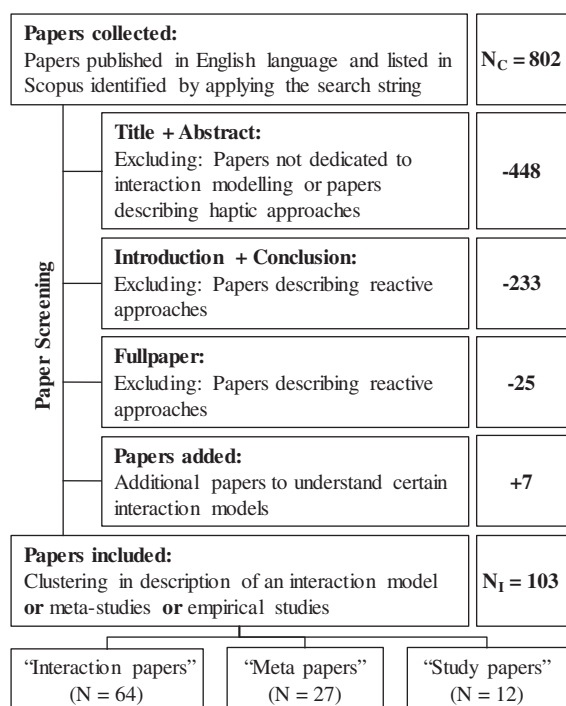 Papers collected:
Papers published in English language and listed in
Scopus identified by applying the search string
N_C = 802
Paper Screening
Title + Abstract:
Excluding: Papers not dedicated to
interaction modelling or papers
describing haptic approaches
-448
Introduction + Conclusion:
Excluding: Papers describing reactive
approaches
-233
Fullpaper:
Excluding: Papers describing reactive
approaches
-25
Papers added:
Additional papers to understand certain
interaction models
+7
Papers included:
Clustering in description of an interaction model
or meta-studies or empirical studies
N_I = 103
“Interaction papers”
(N = 64)
“Meta papers”
(N = 27)
“Study papers”
(N = 12)